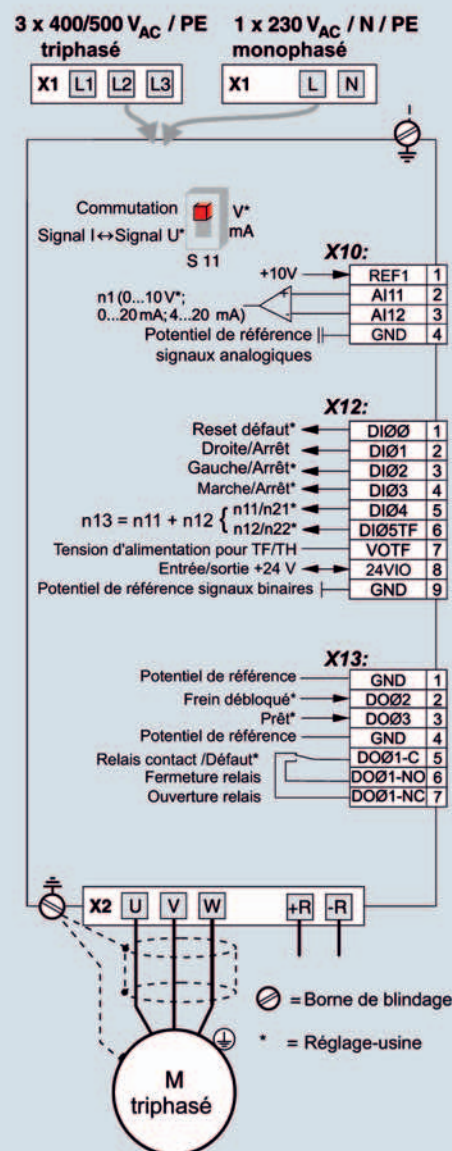 3 x 400/500 VAC / PE
triphasé
X1 L1 L2 L3
1 x 230 VAC / N / PE
monophasé
X1 L N
Commutation
Signal I↔Signal U*
V*
mA
S 11
X10:
+10V REF1 1
n1 (0...10 V*; AI11 2
0...20 mA; 4...20 mA) AI12 3
Potentiel de référence GND 4
signaux analogiques
X12:
Reset défaut* DIØØ 1
Droite/Arrêt DIØ1 2
Gauche/Arrêt* DIØ2 3
Marche/Arrêt* DIØ3 4
n13 = n11 + n12 {
n11/n21* DIØ4 5
n12/n22* DIØ5TF 6
Tension d'alimentation pour TF/TH VOTF 7
Entrée/sortie +24 V 24VIO 8
Potentiel de référence signaux binaires GND 9
X13:
Potentiel de référence GND 1
Frein débloqué* DOØ2 2
Prêt* DOØ3 3
Potentiel de référence GND 4
Relais contact /Défaut* DOØ1-C 5
Fermeture relais DOØ1-NO 6
Ouverture relais DOØ1-NC 7
X2 U V W +R -R
= Borne de blindage
* = Réglage-usine
M
triphasé